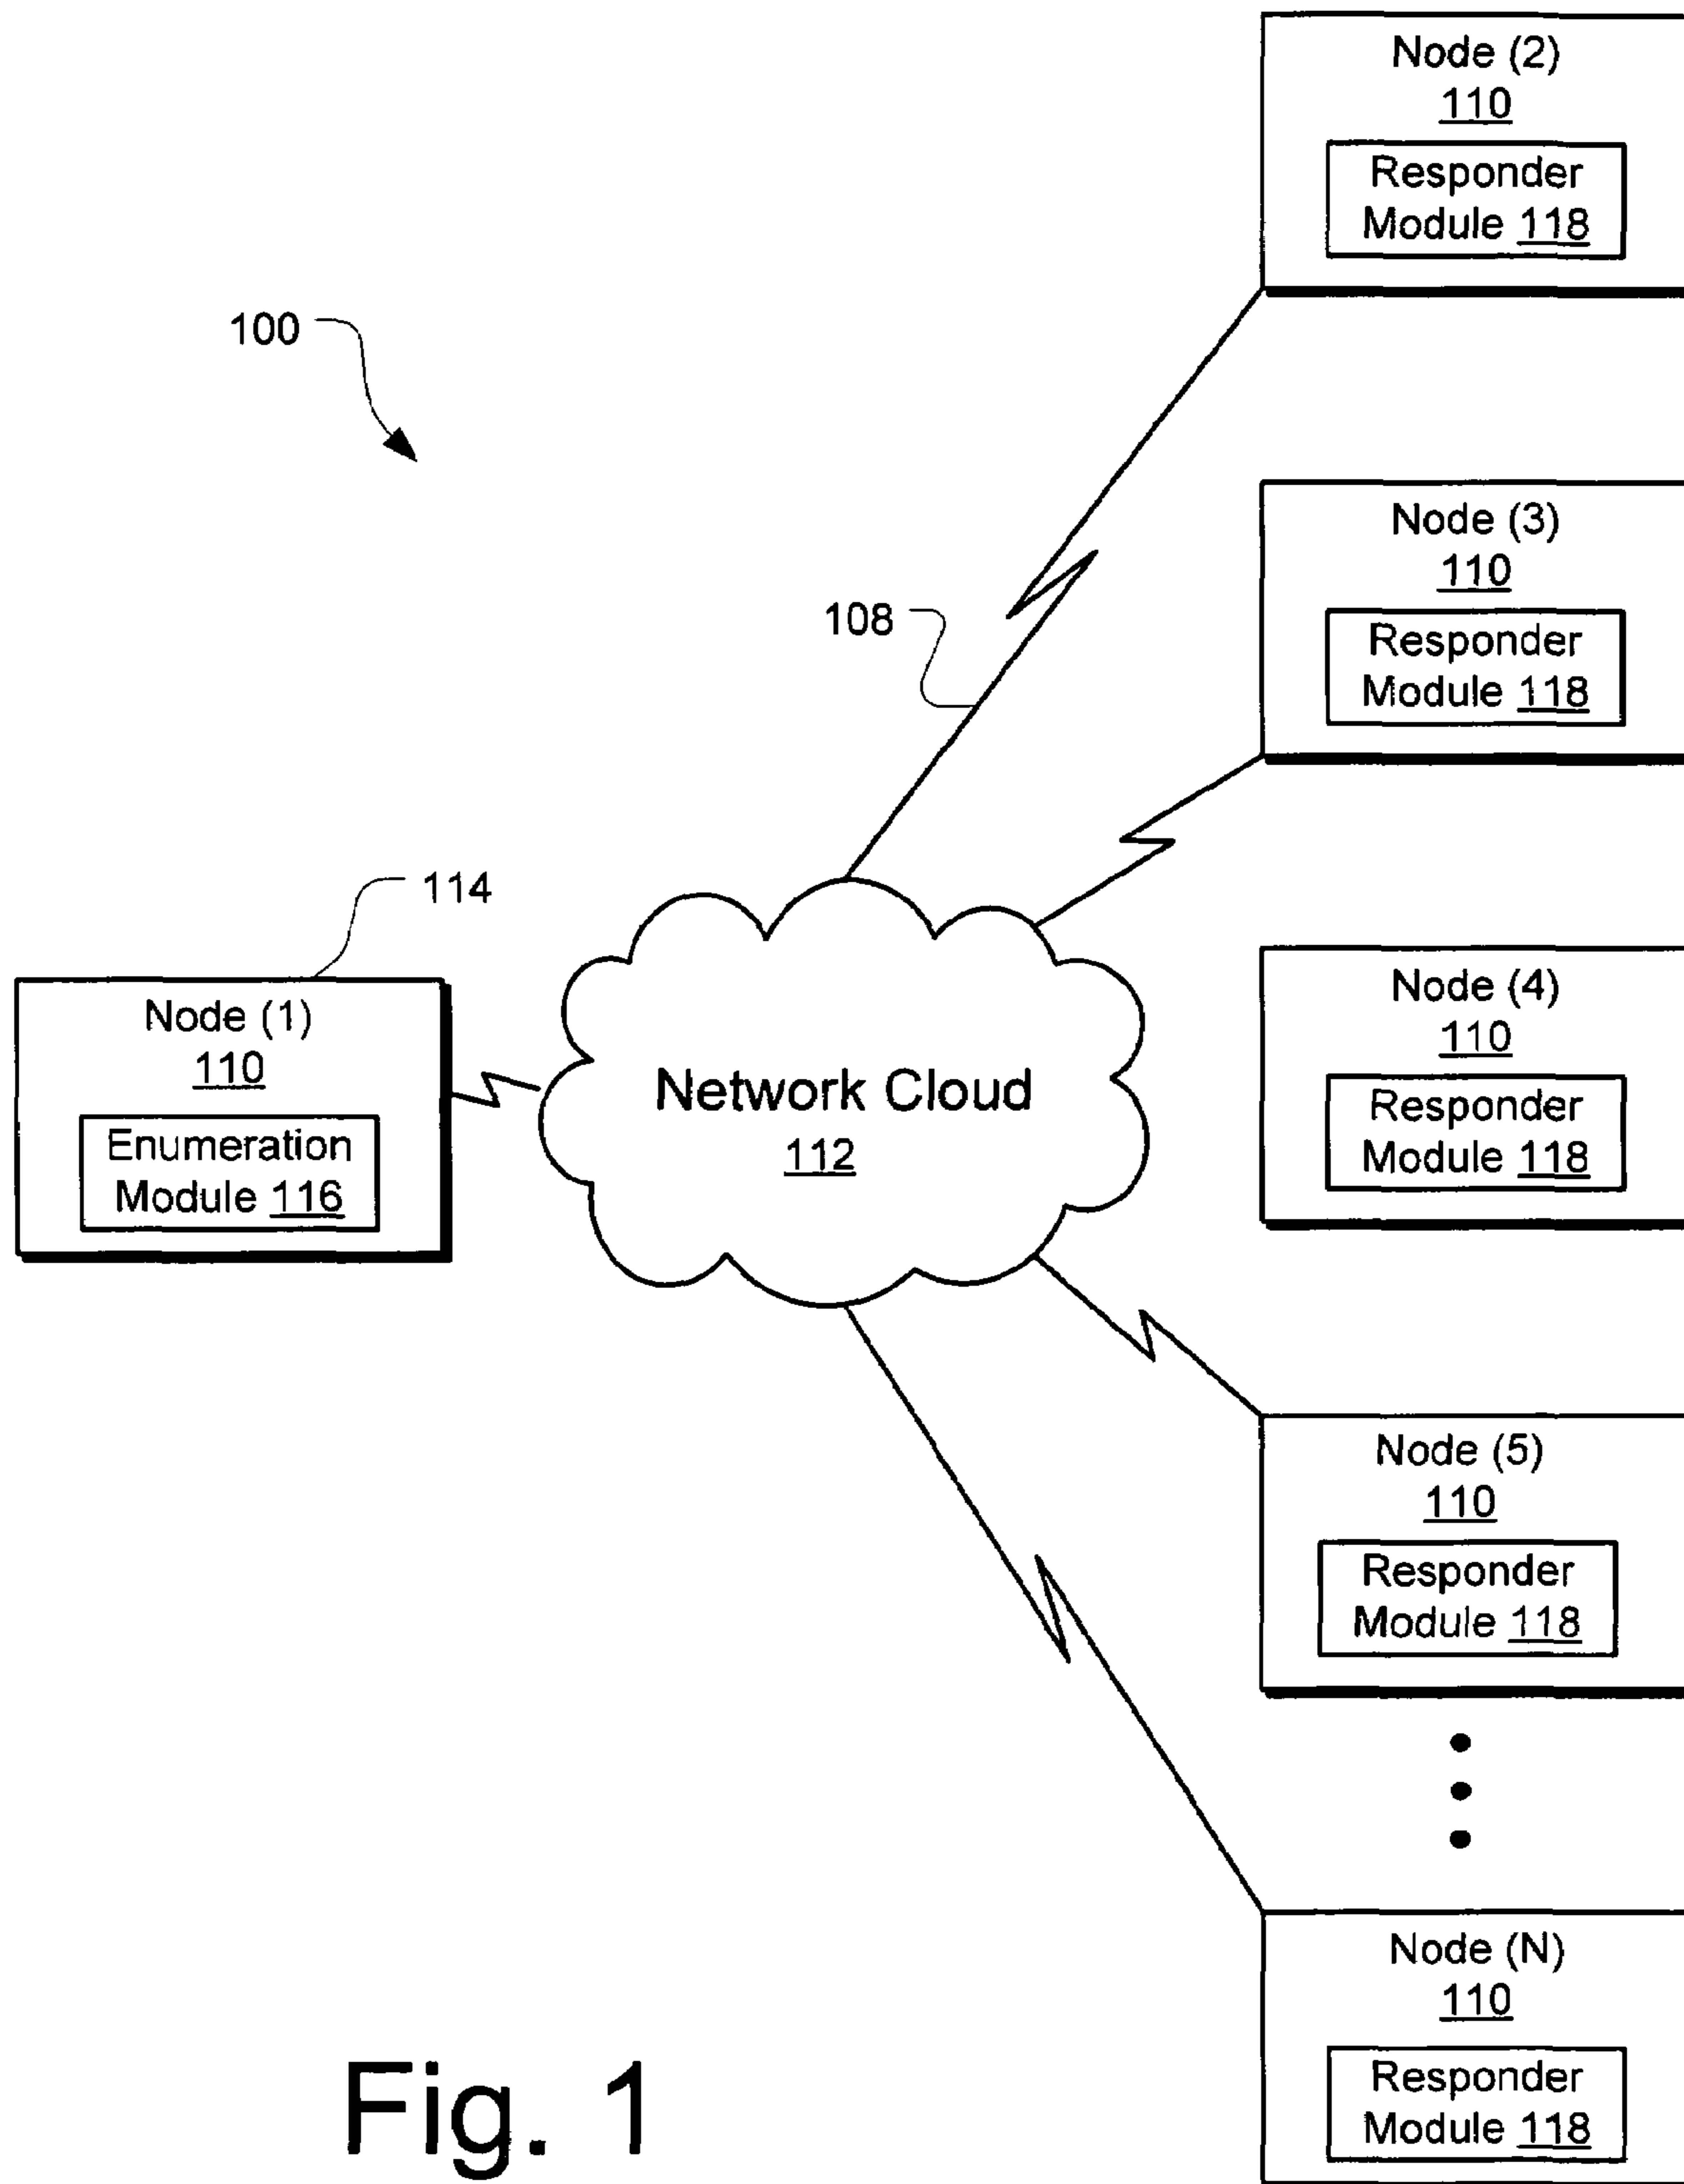 Node (2)
110
Responder
Module 118
100
Node (3)
110
Responder
Module 118
108
114
Node (1)
110
Enumeration
Module 116
Network Cloud
112
Node (4)
110
Responder
Module 118
Node (5)
110
Responder
Module 118
Node (N)
110
Responder
Module 118
Fig. 1